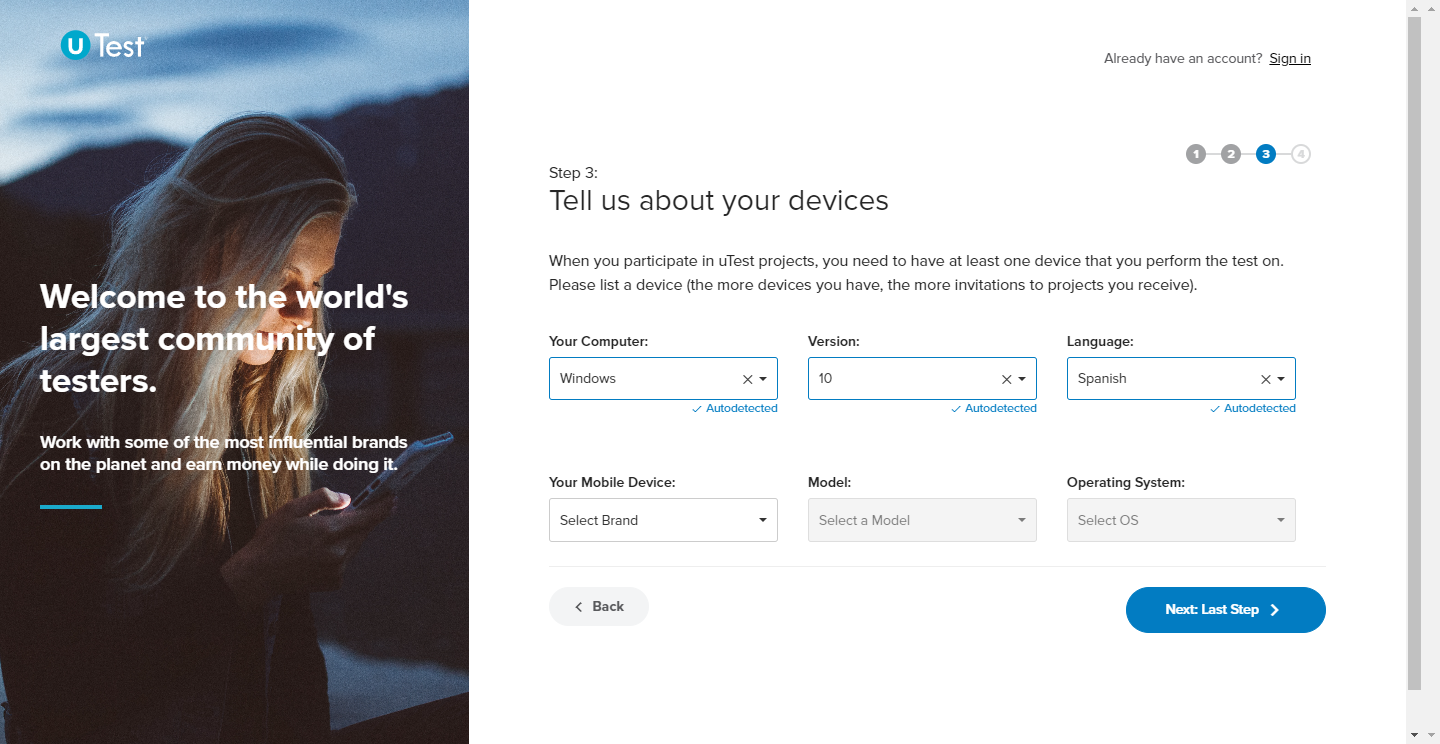 uTest
Already have an account? Sign in
1 2 3 4
Step 3:
Tell us about your devices
Welcome to the world's
largest community of
testers.
Work with some of the most influential brands
on the planet and earn money while doing it.
When you participate in uTest projects, you need to have at least one device that you perform the test on.
Please list a device (the more devices you have, the more invitations to projects you receive).
Your Computer: Version: Language:
Windows 10 Spanish
Autodetected Autodetected Autodetected
Your Mobile Device: Model: Operating System:
Select Brand Select a Model Select OS
Back Next: Last Step